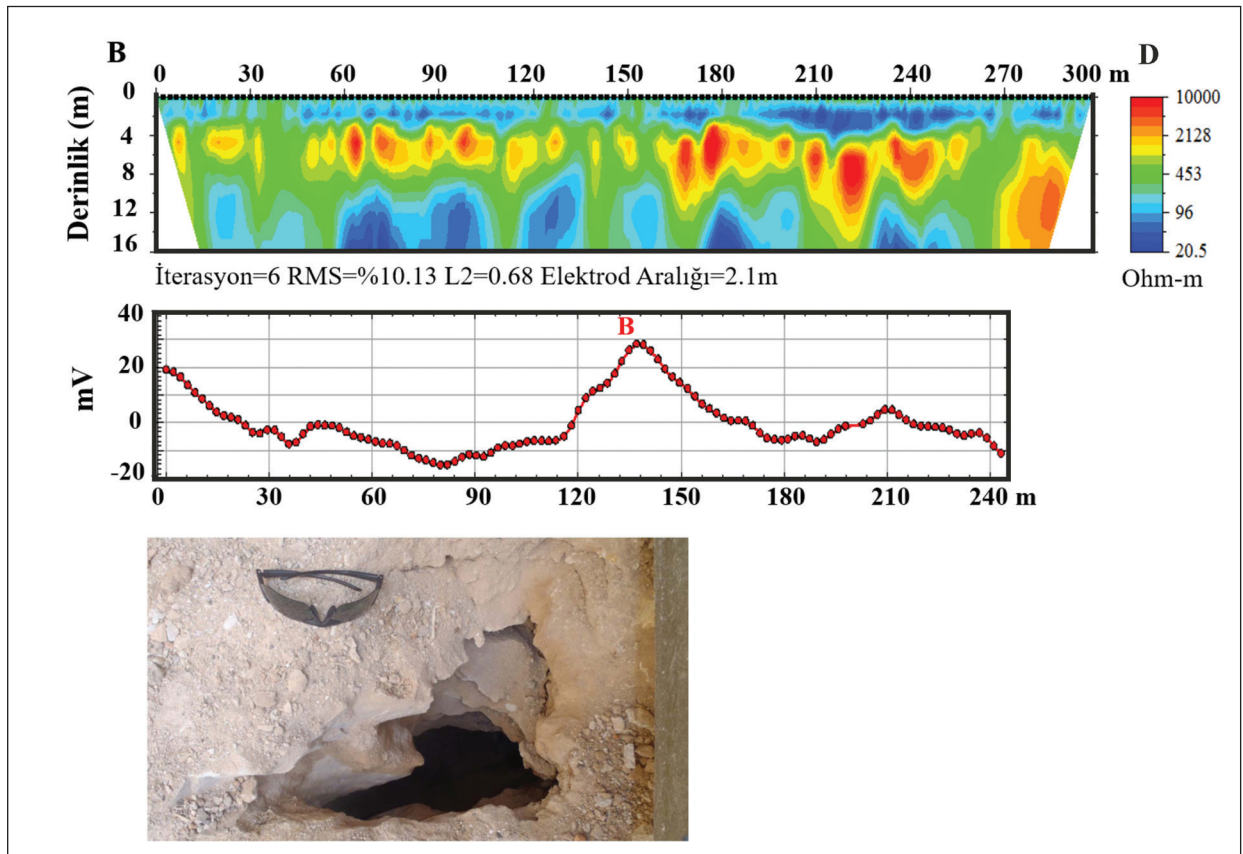 B D
0 30 60 90 120 150 180 210 240 270 300 m
Derinlik (m)
0
4
8
12
16
10000
2128
453
96
20.5
Ohm-m
İterasyon=6 RMS=%10.13 L2=0.68 Elektrod Aralığı=2.1m
mV
40
20
0
-20
B
0 30 60 90 120 150 180 210 240 m